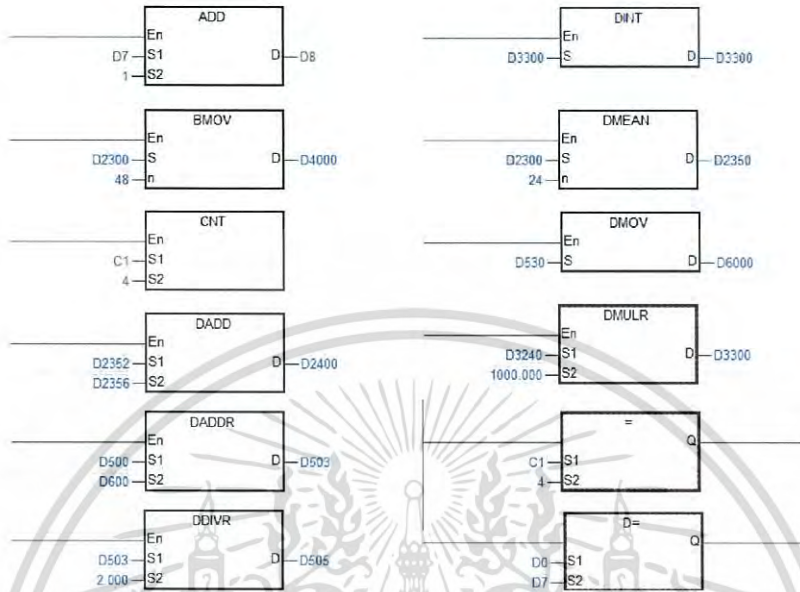 ADD
En
D7 S1 D D8
1 S2
BMOV
En
D2300 S D D4000
48 n
CNT
En
C1 S1
4 S2
DADD
En
D2352 S1 D D2400
D2356 S2
DADDR
En
D500 S1 D D503
D600 S2
DDIVR
En
D503 S1 D D505
2.000 S2
DINT
En
D3300 S D D3300
DMEAN
En
D2300 S D D2350
24 n
DMOV
En
D530 S D D6000
DMULR
En
D3240 S1 D D3300
1000.000 S2
=
Q
C1 S1
4 S2
D=
Q
D0 S1
D7 S2